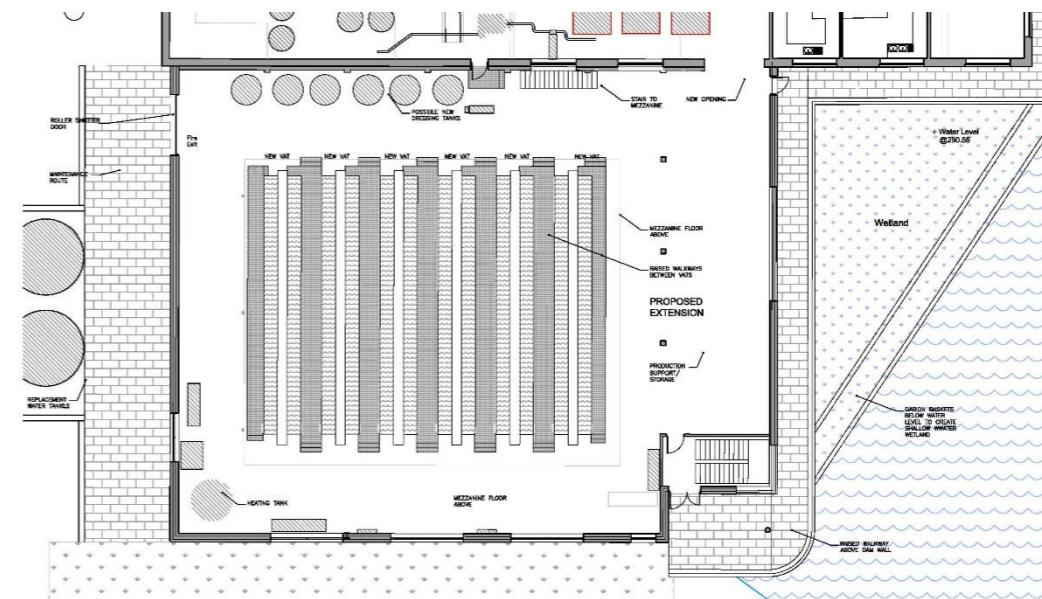 ROLLER SHUTTER
DOOR
Fire
Exit
MAINTENANCE
ROUTE
POSSIBLE NEW
DRESSING TANKS
STAIR TO
MEZZANINE
NEW OPENING
+ Water Level
@290.55
Wetland
NEW VAT
NEW VAT
NEW VAT
NEW VAT
NEW VAT
NEW VAT
MEZZANINE FLOOR
ABOVE
RAISED WALKWAYS
BETWEEN VATS
PROPOSED
EXTENSION
PRODUCTION
SUPPORT/
STORAGE
REPLACEMENT
WATER TANKLS
GABION BASKETS
BELOW WATER
LEVEL TO CREATE
SHALLOW WWATER
WETLAND
HEATING TANK
MEZZANINE FLOOR
ABOVE
RAISED WALKWAY
ABOVE DAM WALL